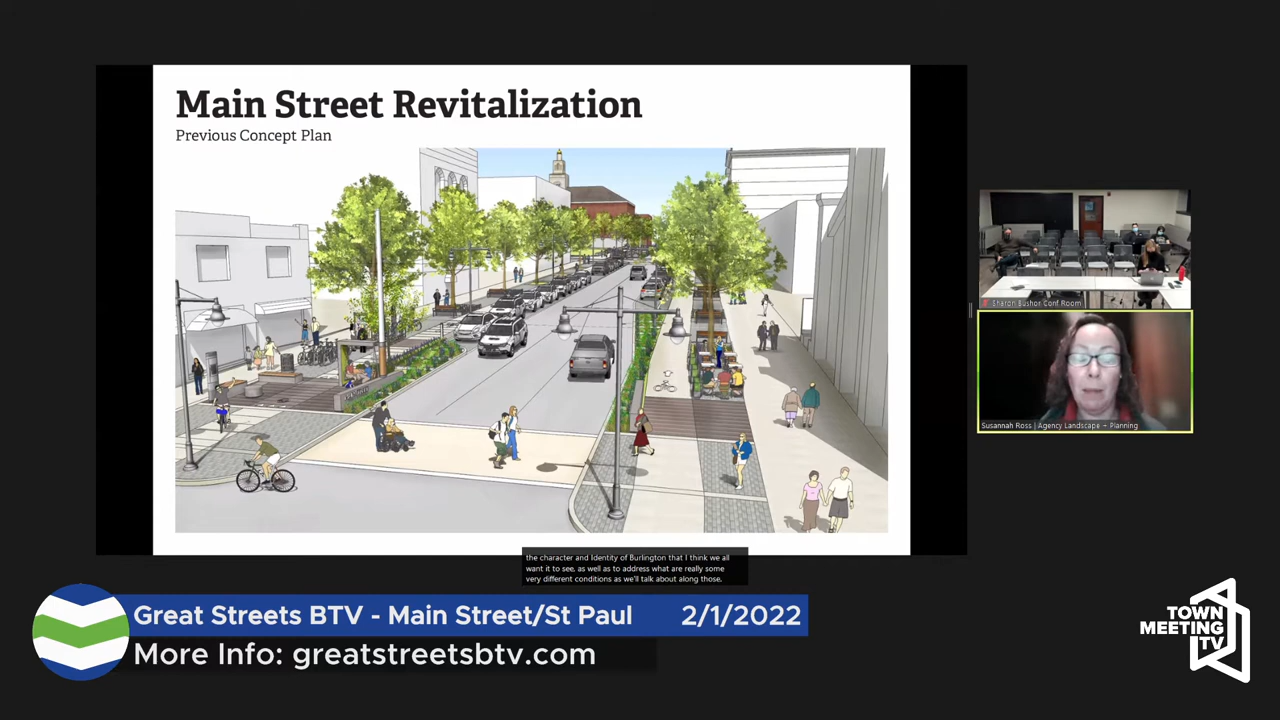 Main Street Revitalization
Previous Concept Plan
Sharon Bushor Conf Room
Susannah Ross | Agency Landscape + Planning
the character and Identity of Burlington that I think we all
want it to see, as well as to address what are really some
very different conditions as we'll talk about along those.
Great Streets BTV - Main Street/St Paul 2/1/2022
More Info: greatstreetsbtv.com
TOWN
MEETING
TV